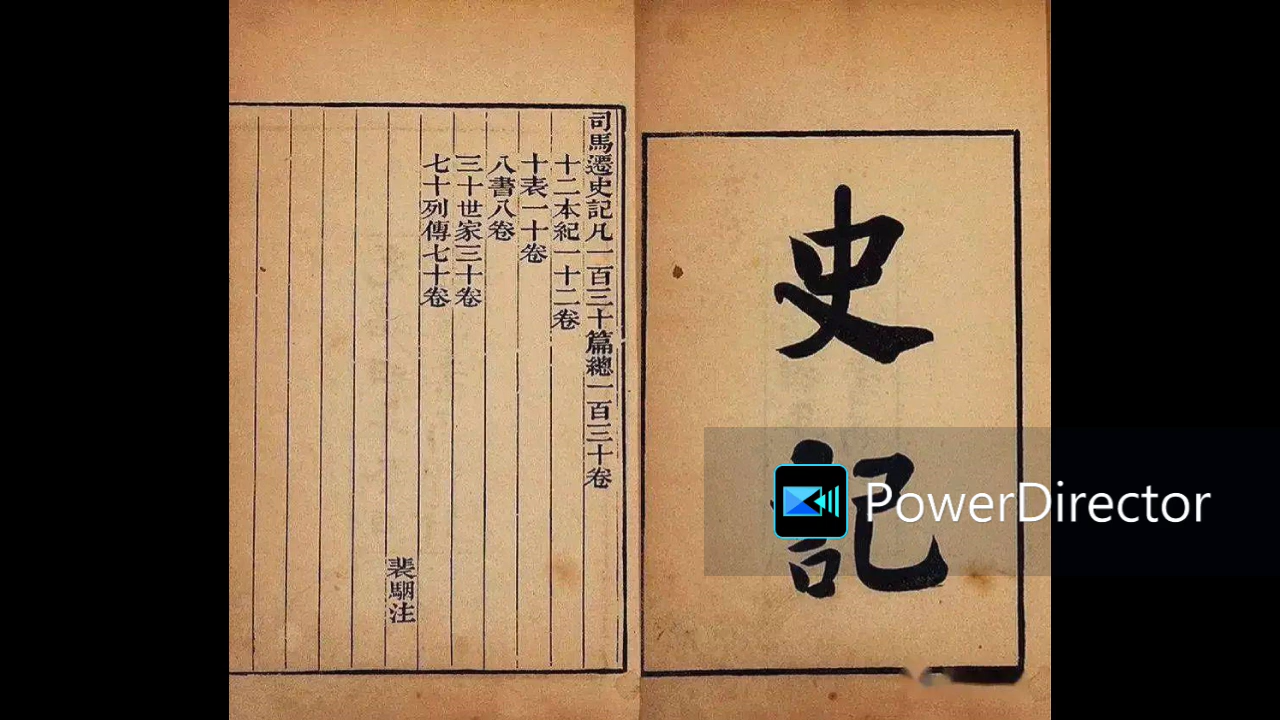 史記
司馬遷史記凡一百三十篇總一百三十卷
十二本紀一十二卷
十表一十卷
八書八卷
三十世家三十卷
七十列傳七十卷
裴駰注
PowerDirector